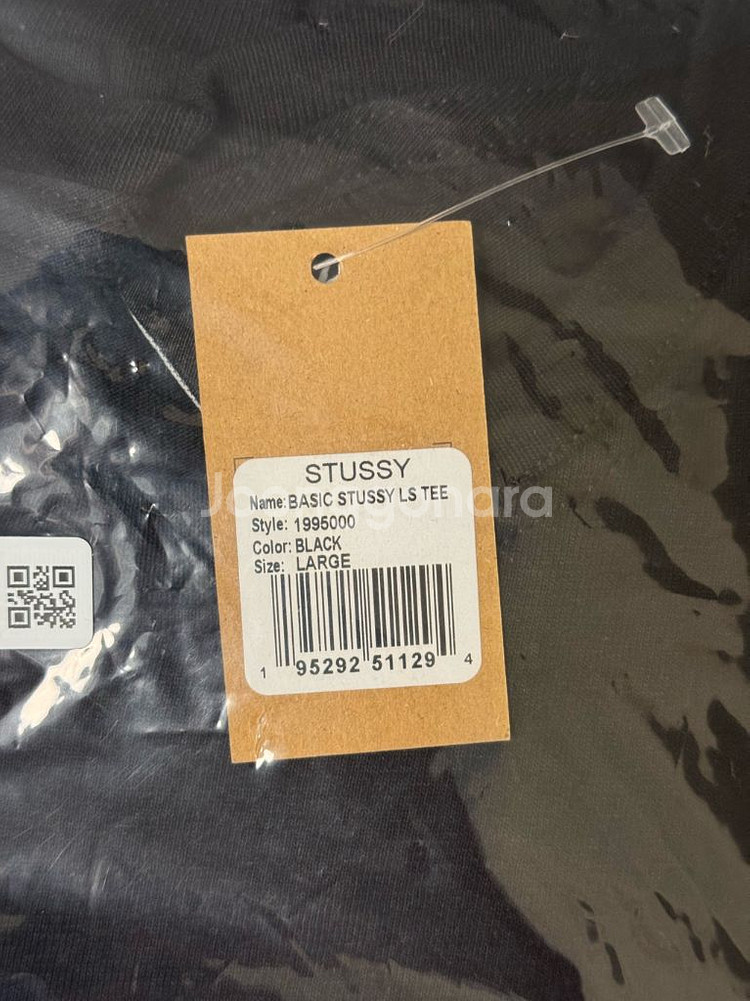 STUSSY
Name: BASIC STUSSY LS TEE
Style: 1995000
Color: BLACK
Size: LARGE
1 95292 51129 4